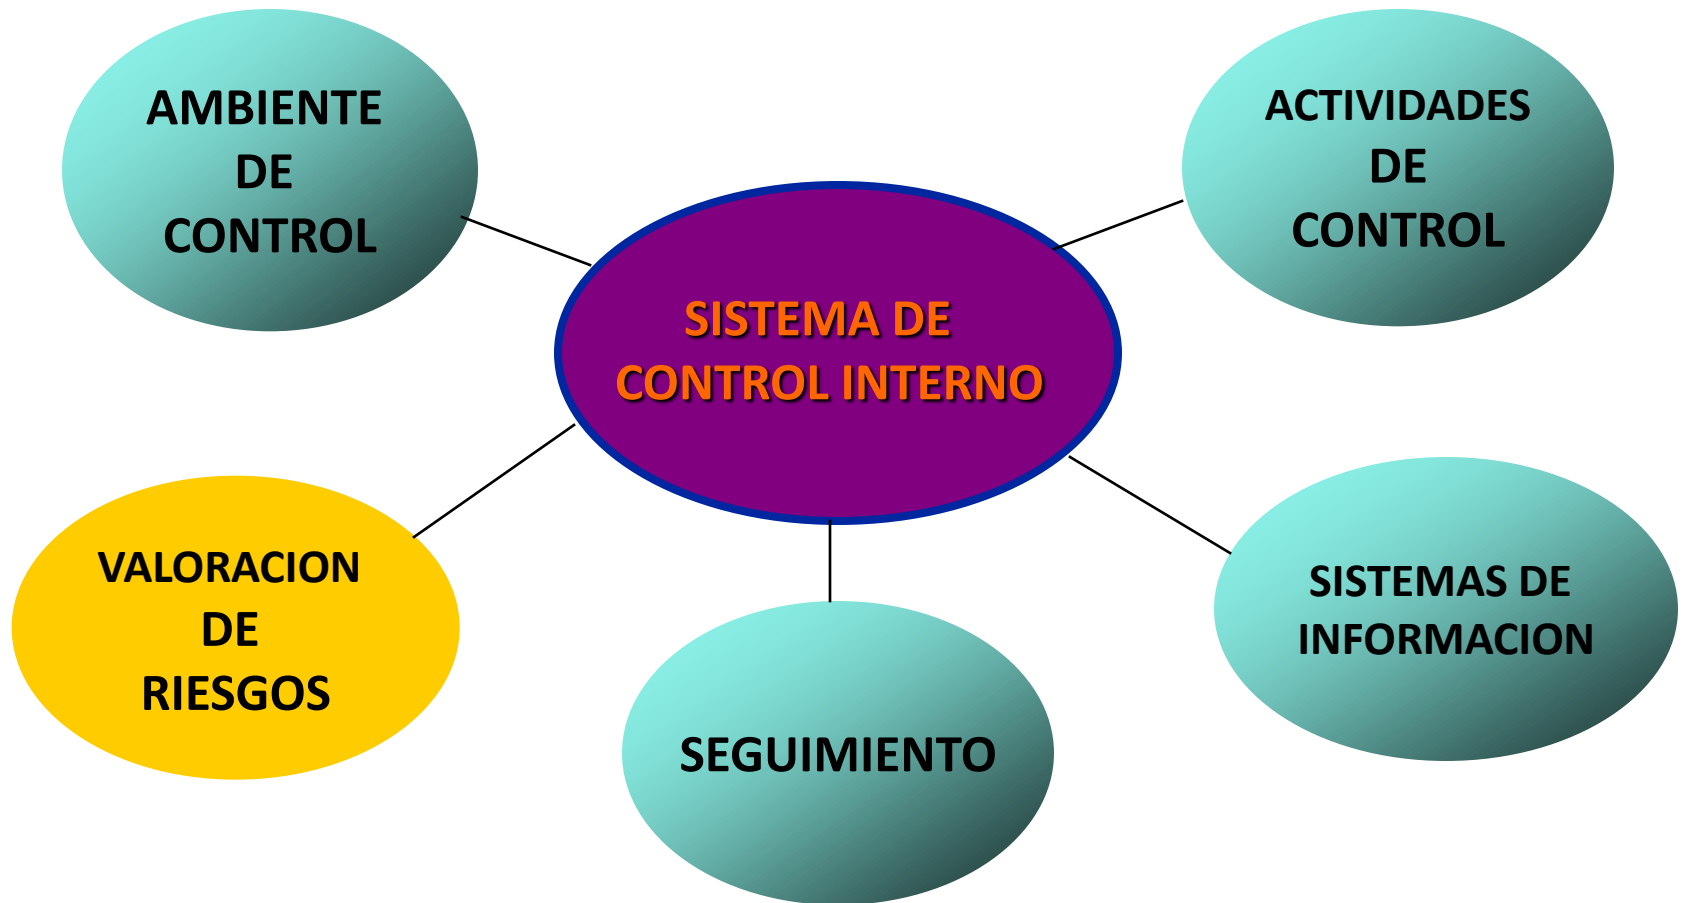 AMBIENTE
DE
CONTROL
ACTIVIDADES
DE
CONTROL
SISTEMA DE
CONTROL INTERNO
VALORACION
DE
RIESGOS
SISTEMAS DE
INFORMACION
SEGUIMIENTO